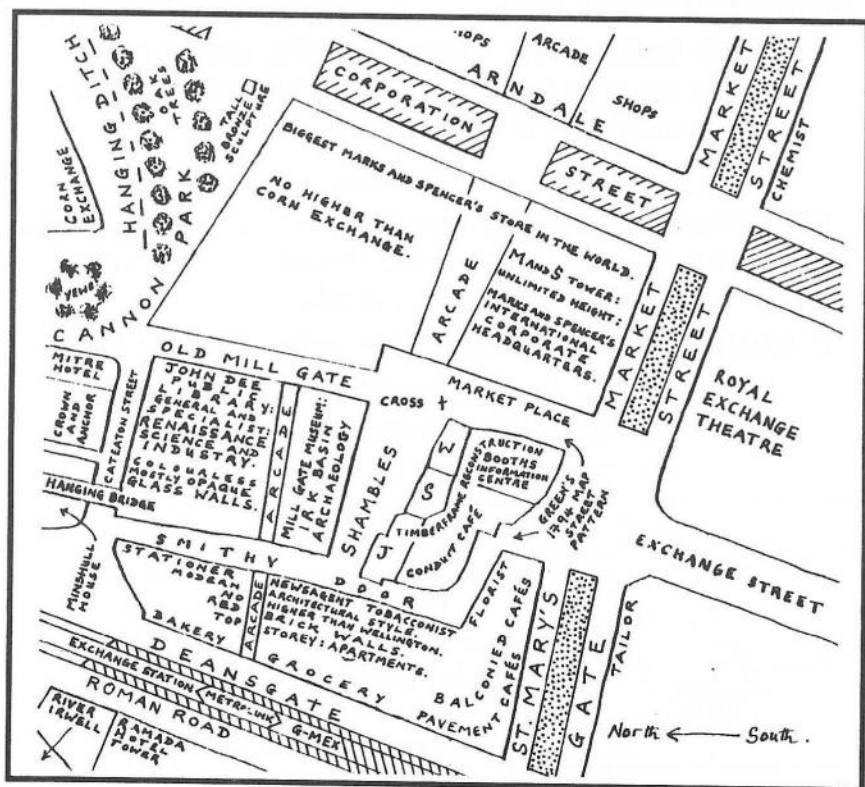 HANGING DITCH
OAK
TREES
PARK
TALL
BRONZE
SCULPTURE
CORN
EXCHANGE
CORPORATION
STREET
SHOPS
ARCADE
SHOPS
ARNDALE
MARKET
STREET
CHEMIST
BIGGEST MARKS AND SPENCER'S STORE IN THE WORLD.
NO HIGHER THAN
CORN EXCHANGE.
ARCADE
M AND S TOWER:
UNLIMITED HEIGHT:
MARKS AND SPENCER'S
INTERNATIONAL
CORPORATE
HEADQUARTERS.
MARKET
STREET
ROYAL
EXCHANGE
THEATRE
YEWS
CANNON
MITRE
HOTEL
CROWN
AND
ANCHOR
CATEATON STREET
HANGING BRIDGE
MINSHULL
HOUSE
OLD MILL GATE
JOHN DEE
PUBLIC
LIBRARY:
GENERAL AND
SPECIALIST:
RENAISSANCE
SCIENCE AND
INDUSTRY.
COLOURLESS
MOSTLY OPAQUE
GLASS WALLS.
ARCADE
MILL GATE MUSEUM:
IRK BASIN
ARCHAEOLOGY
SHAMBLES
CROSS
MARKET PLACE
W
S
J
TIMBERFRAME RECONSTRUCTION
BOOTHS
INFORMATION
CENTRE
CONDUIT CAFÉ
GREEN'S
1794 MAP
STREET
PATTERN
EXCHANGE STREET
SMITHY DOOR
STATIONER
MODERN
NO
RED
TOP
BAKERY
ARCADE
NEWSAGENT TOBACCONIST
ARCHITECTURAL STYLE.
HIGHER THAN WELLINGTON.
BRICK WALLS.
STOREY: APARTMENTS.
GROCERY
FLORIST
BALCONIED CAFÉS
PAVEMENT CAFÉS
ST. MARY'S
GATE
TAILOR
DEANSGATE
EXCHANGE STATION
METROLINK
G-MEX
ROMAN ROAD
RIVER
IRWELL
RAMADA
HOTEL
TOWER
North ← South.